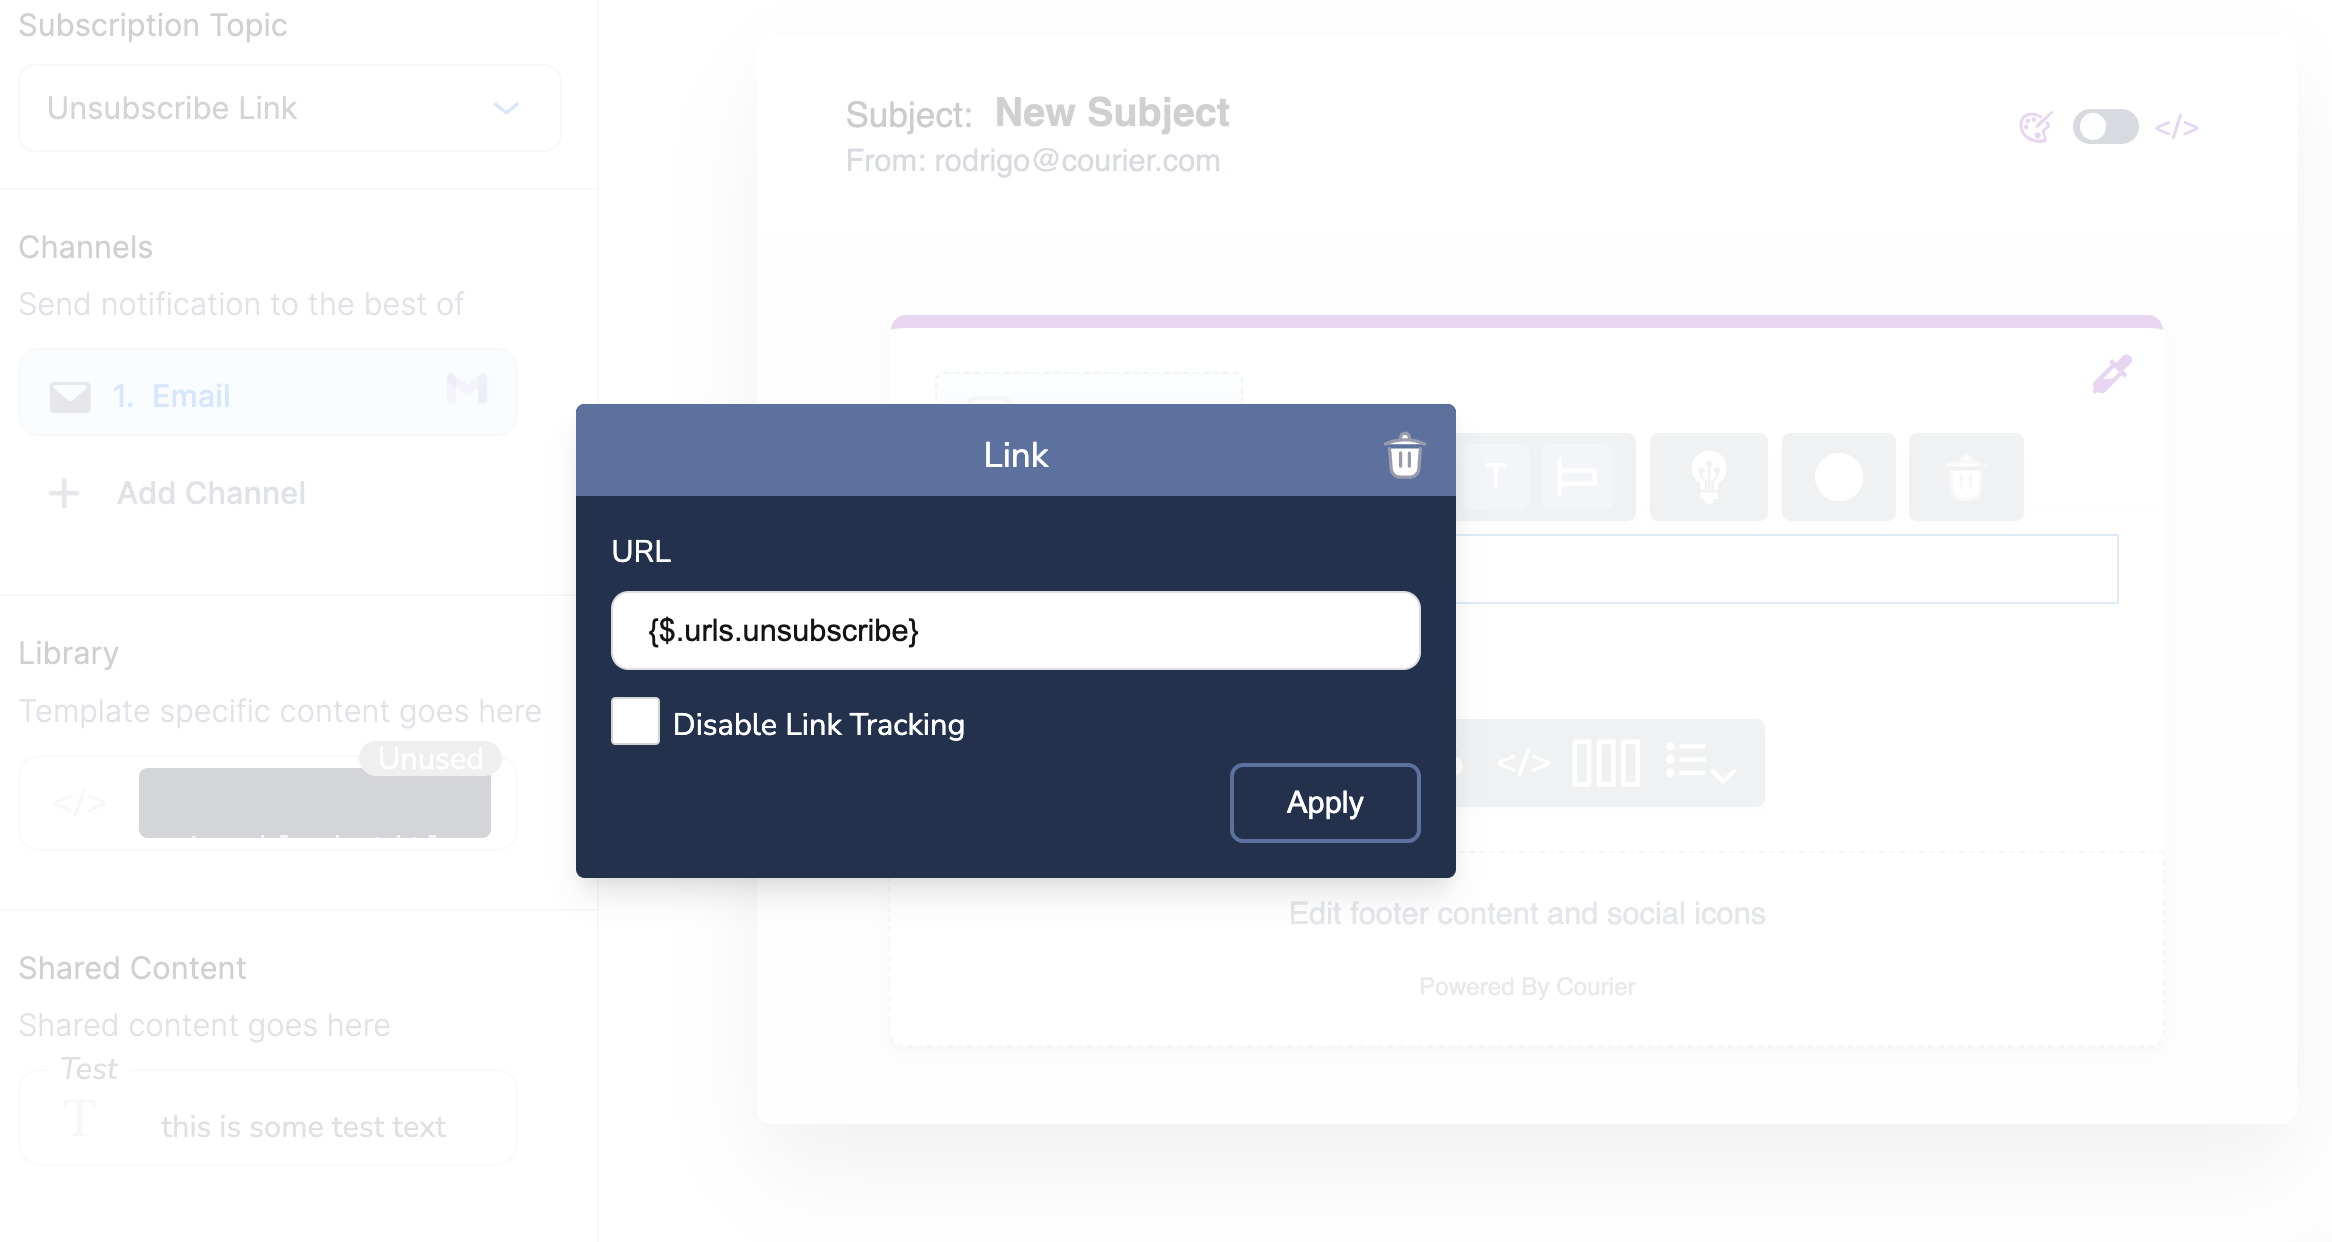 Subscription Topic
Unsubscribe Link
Channels
Send notification to the best of
1. Email
Add Channel
Library
Template specific content goes here
Unused
</>
Shared Content
Shared content goes here
Test
T
this is some test text
Subject: New Subject
From: rodrigo@courier.com
</>
T
Link
URL
{$.urls.unsubscribe}
Disable Link Tracking
Apply
</>
Edit footer content and social icons
Powered By Courier